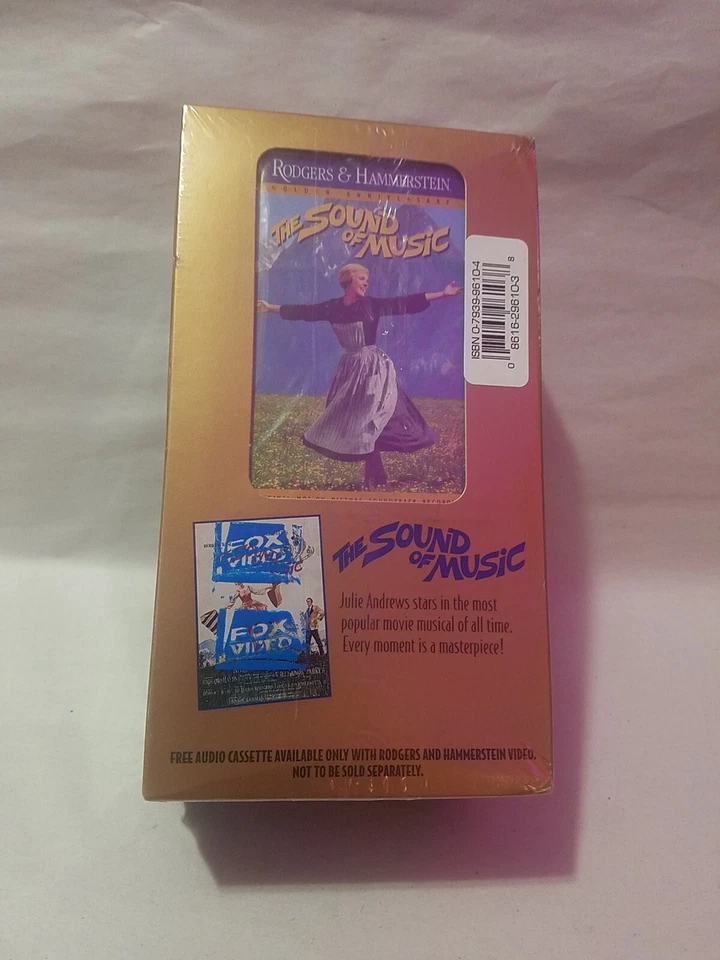 RODGERS & HAMMERSTEIN
GOLDEN ANNIVERSARY
THE SOUND
OF MUSIC
ISBN 0-7939-9610-4
0 8616-29610-3 8
FOX
VIDEO
FOX
VIDEO
THE SOUND
OF MUSIC
Julie Andrews stars in the most
popular movie musical of all time.
Every moment is a masterpiece!
FREE AUDIO CASSETTE AVAILABLE ONLY WITH RODGERS AND HAMMERSTEIN VIDEO.
NOT TO BE SOLD SEPARATELY.